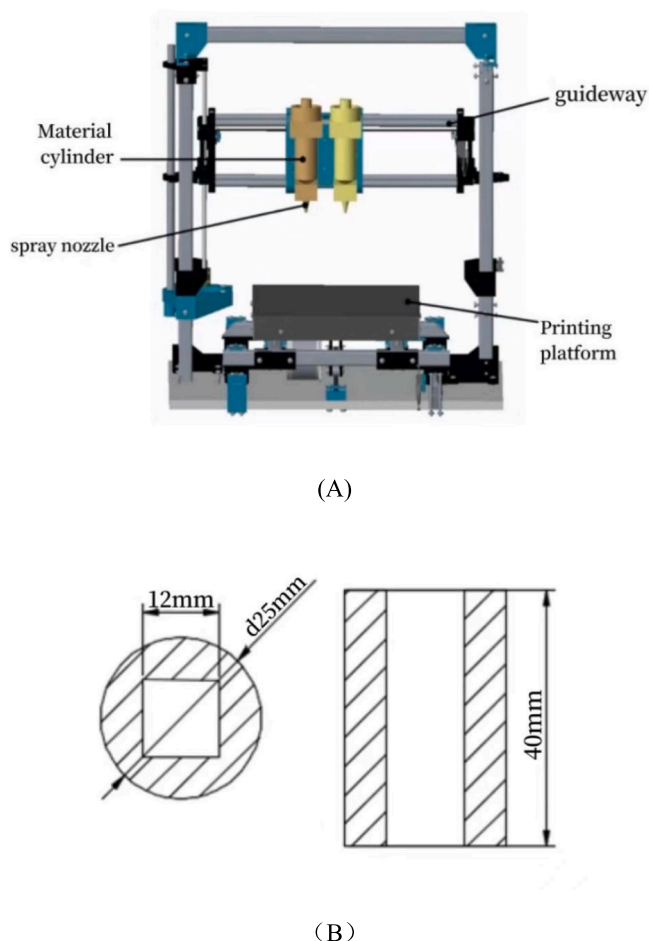 guideway
Material
cylinder
spray nozzle
Printing
platform
(A)
12mm
d25mm
40mm
（B）